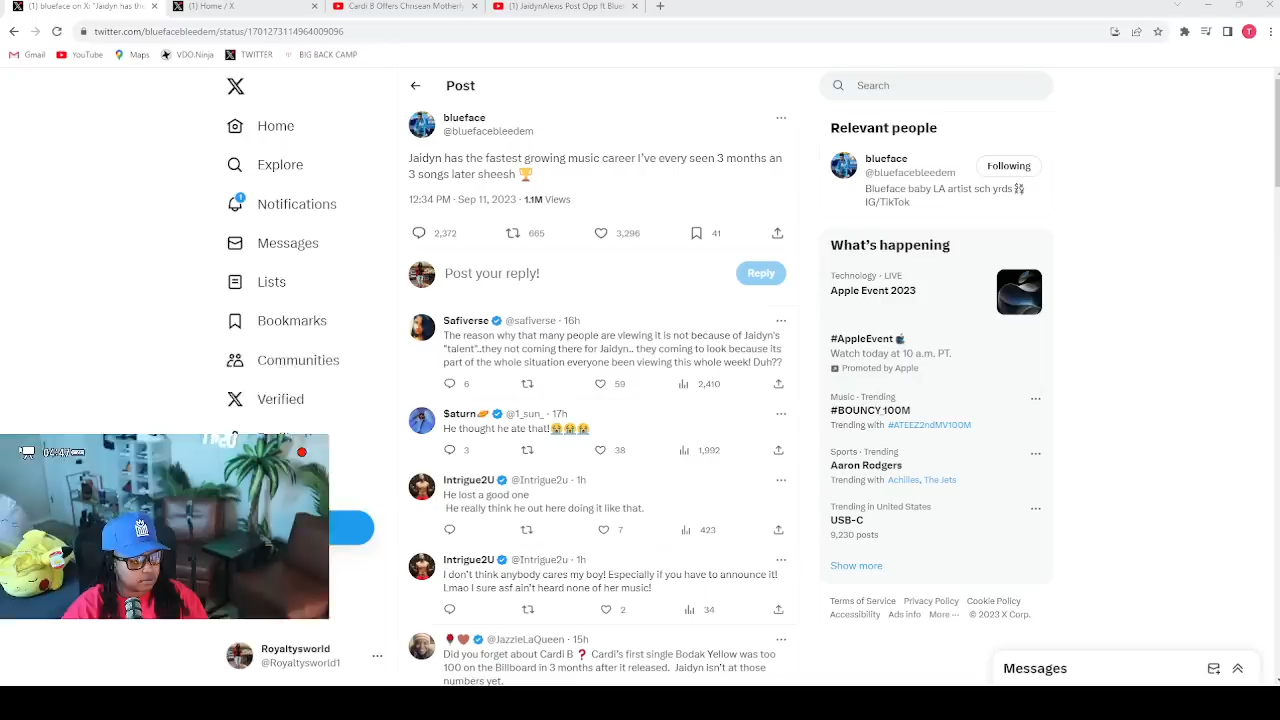 (1) blueface on X: "Jaidyn has the
(1) Home / X
Cardi B Offers Chrisean Motherly
(1) JaidynAlexis Post Opp ft Blue
twitter.com/bluefacebleedem/status/1701273114964009096
Gmail
YouTube
Maps
VDO.Ninja
TWITTER
BIG BACK CAMP
T
Home
Explore
1
Notifications
Messages
Lists
Bookmarks
Communities
Verified
Royaltysworld
@Royaltysworld1
Post
blueface
@bluefacebleedem
Jaidyn has the fastest growing music career I've every seen 3 months an
3 songs later sheesh 🏆
12:34 PM · Sep 11, 2023 · 1.1M Views
2,372
665
3,296
41
Post your reply!
Reply
Safiverse @safiverse · 16h
The reason why that many people are viewing it is not because of Jaidyn's
"talent"..they not coming there for Jaidyn.. they coming to look because its
part of the whole situation everyone been viewing this whole week! Duh??
6
59
2,410
$aturn🪐 @1_sun_ · 17h
He thought he ate that!😭😭😭
3
38
1,992
Intrigue2U @Intrigue2u · 1h
He lost a good one
He really think he out here doing it like that.
7
423
Intrigue2U @Intrigue2u · 1h
I don't think anybody cares my boy! Especially if you have to announce it!
Lmao I sure asf ain't heard none of her music!
2
34
🌹🤎 @JazzieLaQueen · 15h
Did you forget about Cardi B ❓ Cardi's first single Bodak Yellow was too
100 on the Billboard in 3 months after it released. Jaidyn isn't at those
numbers yet.
Search
Relevant people
blueface
@bluefacebleedem
Following
Blueface baby LA artist sch yrds ⛓
IG/TikTok
What's happening
Technology · LIVE
Apple Event 2023
#AppleEvent
Watch today at 10 a.m. PT.
Promoted by Apple
Music · Trending
#BOUNCY100M
Trending with #ATEEZ2ndMV100M
Sports · Trending
Aaron Rodgers
Trending with Achilles, The Jets
Trending in United States
USB-C
9,230 posts
Show more
Terms of Service Privacy Policy Cookie Policy
Accessibility Ads info More ··· © 2023 X Corp.
Messages